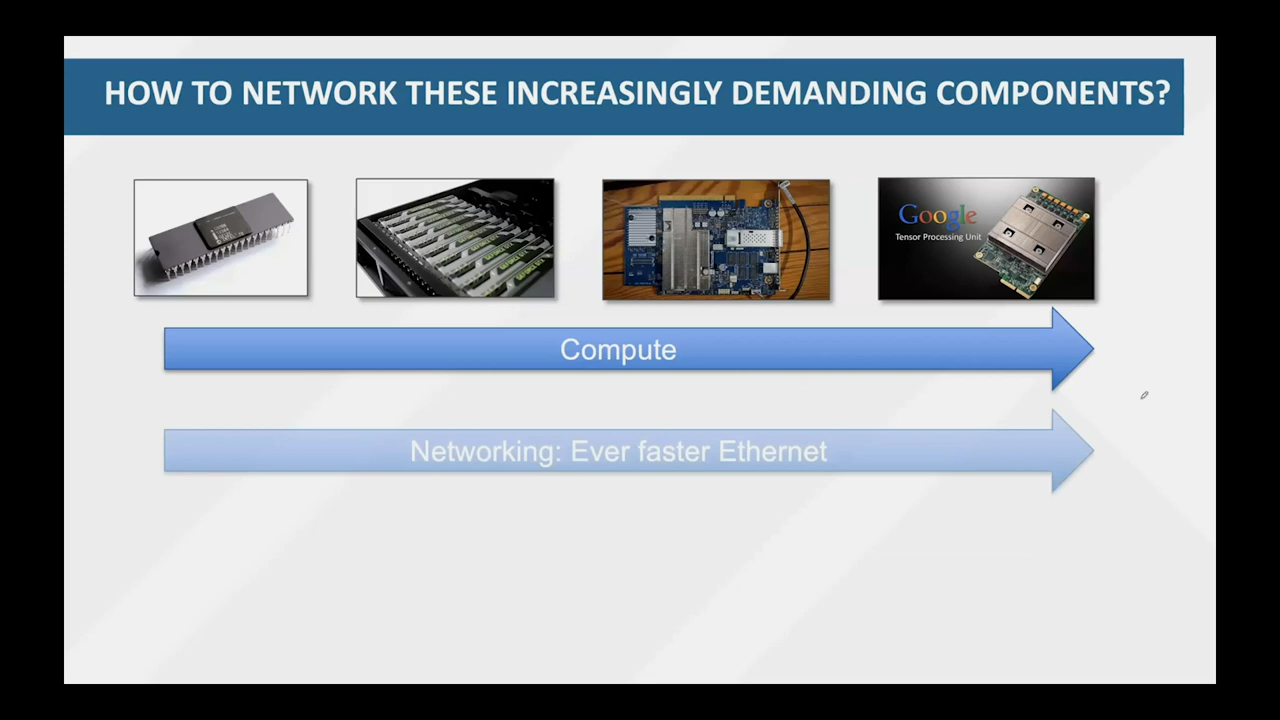 HOW TO NETWORK THESE INCREASINGLY DEMANDING COMPONENTS?
Google
Tensor Processing Unit
Compute
Networking: Ever faster Ethernet